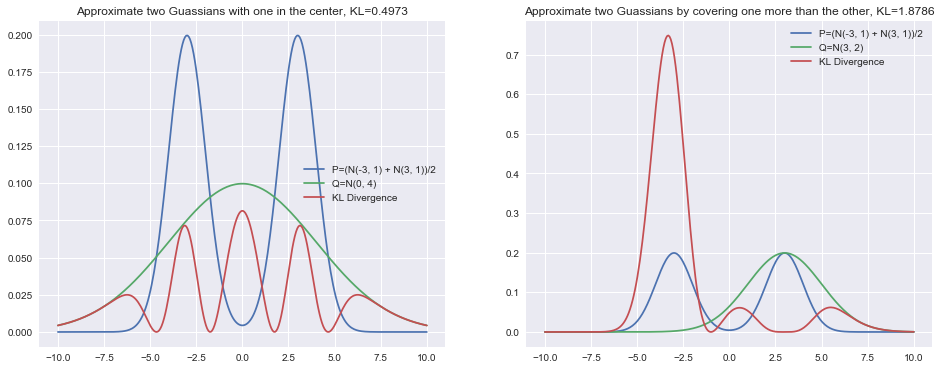 Approximate two Guassians with one in the center, KL=0.4973
0.200
0.175
0.150
0.125
0.100
0.075
0.050
0.025
0.000
P=(N(-3, 1) + N(3, 1))/2
Q=N(0, 4)
KL Divergence
-10.0 -7.5 -5.0 -2.5 0.0 2.5 5.0 7.5 10.0
Approximate two Guassians by covering one more than the other, KL=1.8786
0.7
0.6
0.5
0.4
0.3
0.2
0.1
0.0
P=(N(-3, 1) + N(3, 1))/2
Q=N(3, 2)
KL Divergence
-10.0 -7.5 -5.0 -2.5 0.0 2.5 5.0 7.5 10.0